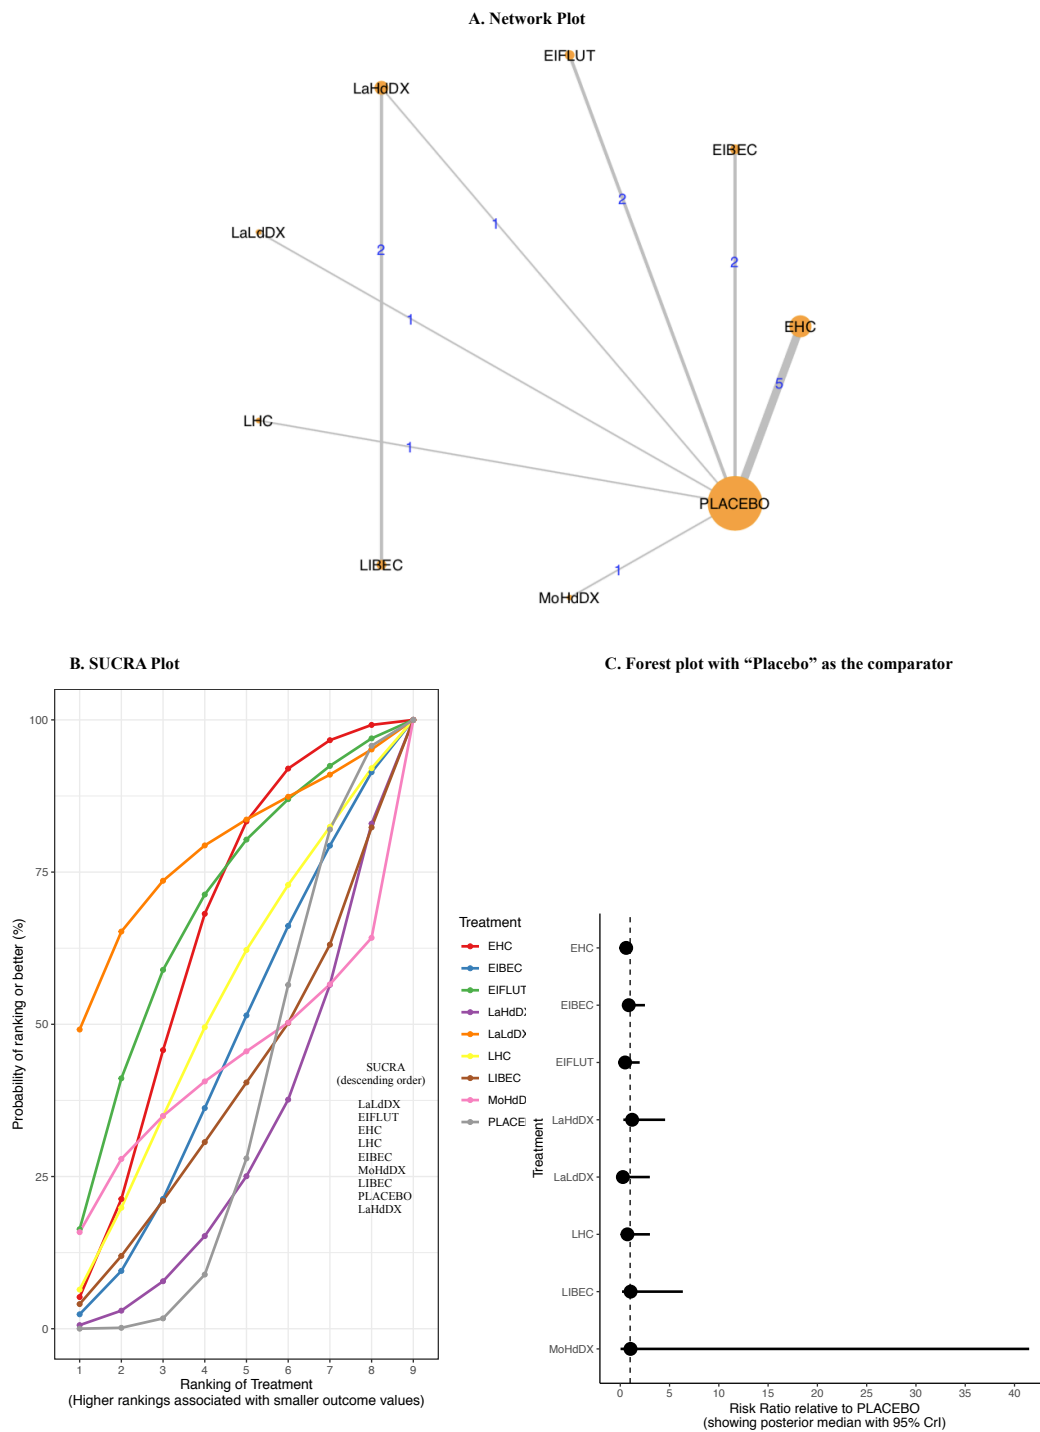 A. Network Plot
EIFLUT
LaHdDX
EIBEC
2
1
LaLdDX
2
2
1
EHC
5
LHC
1
PLACEBO
LIBEC
1
MoHdDX
B. SUCRA Plot
C. Forest plot with “Placebo” as the comparator
Probability of ranking or better (%)
100
75
50
25
0
1 2 3 4 5 6 7 8 9
Ranking of Treatment
(Higher rankings associated with smaller outcome values)
SUCRA
(descending order)
LaLdDX
EIFLUT
EHC
LHC
EIBEC
MoHdDX
LIBEC
PLACEBO
LaHdDX
Treatment
EHC
EIBEC
EIFLUT
LaHdD
LaLdD
LHC
LIBEC
MoHdD
PLACE
Treatment
EHC
EIBEC
EIFLUT
LaHdDX
LaLdDX
LHC
LIBEC
MoHdDX
0 5 10 15 20 25 30 35 40
Risk Ratio relative to PLACEBO
(showing posterior median with 95% CrI)